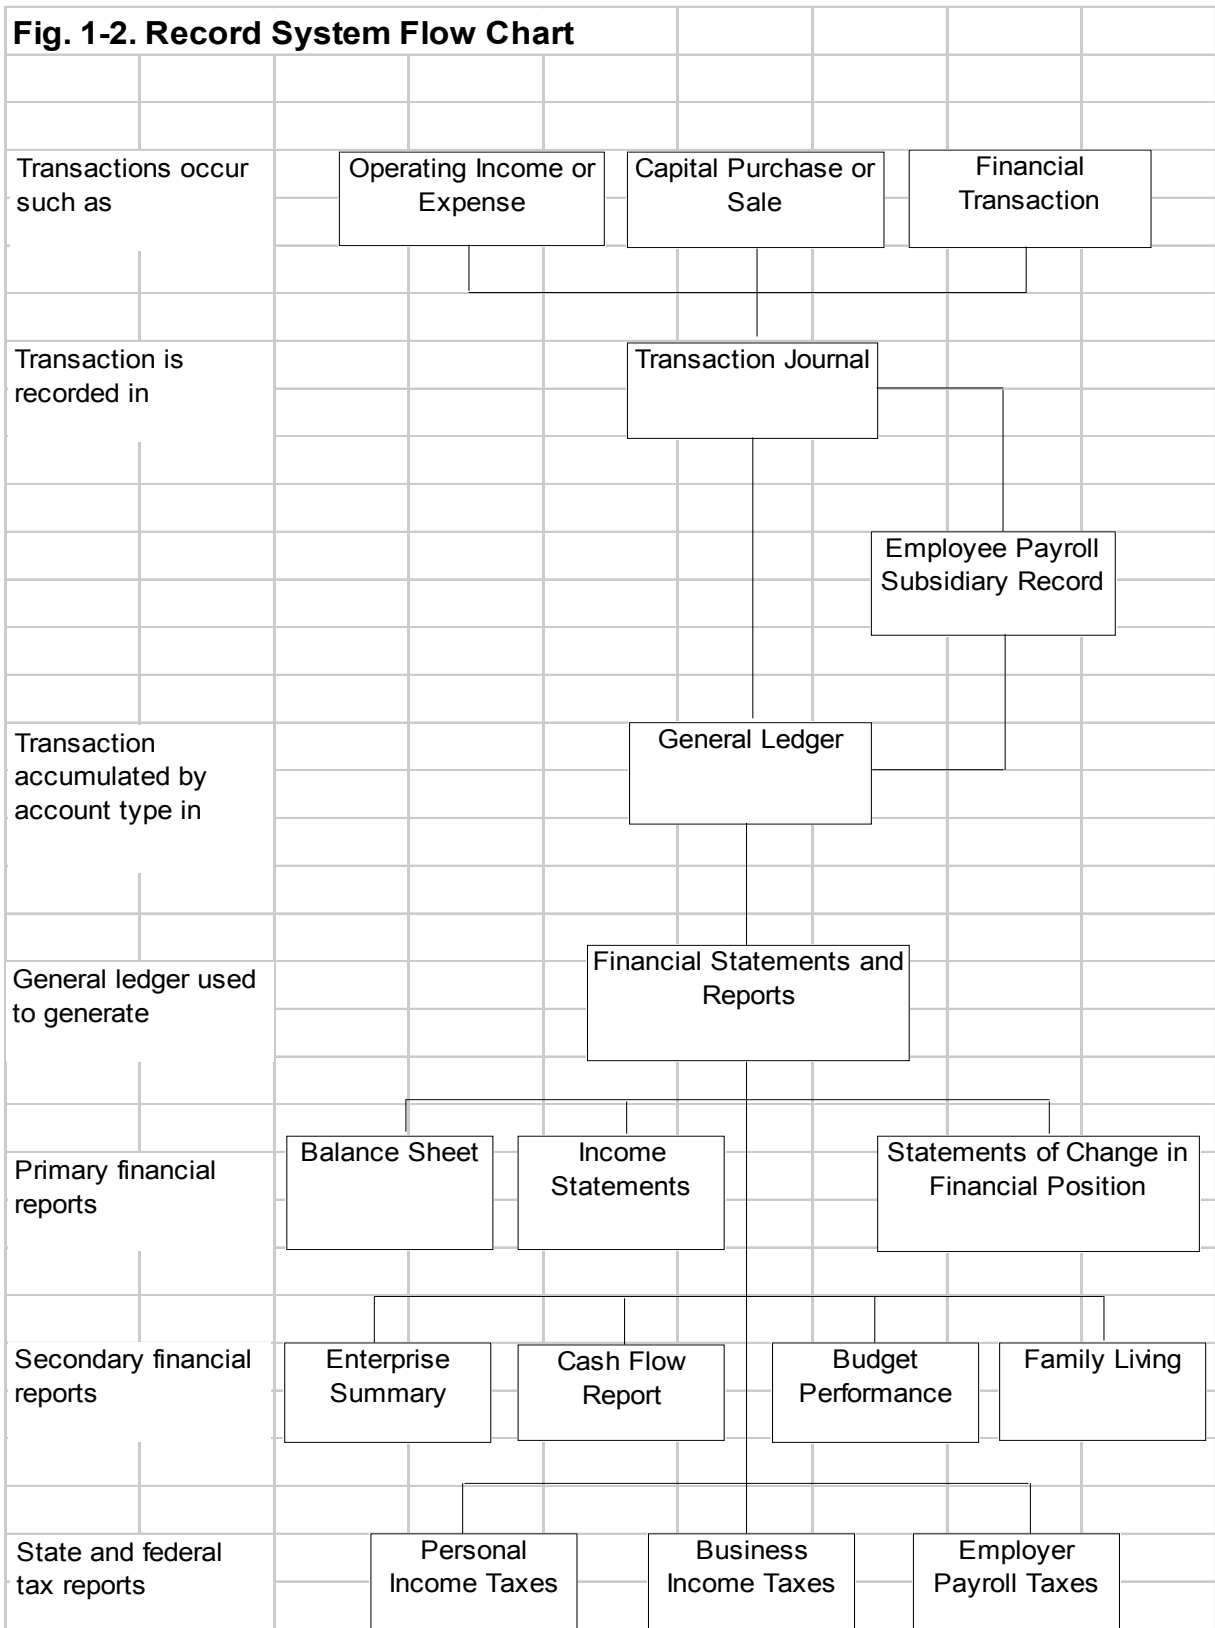 Fig. 1-2. Record System Flow Chart
Transactions occur
such as
Operating Income or
Expense
Capital Purchase or
Sale
Financial
Transaction
Transaction is
recorded in
Transaction Journal
Employee Payroll
Subsidiary Record
Transaction
accumulated by
account type in
General Ledger
General ledger used
to generate
Financial Statements and
Reports
Primary financial
reports
Balance Sheet
Income
Statements
Statements of Change in
Financial Position
Secondary financial
reports
Enterprise
Summary
Cash Flow
Report
Budget
Performance
Family Living
State and federal
tax reports
Personal
Income Taxes
Business
Income Taxes
Employer
Payroll Taxes